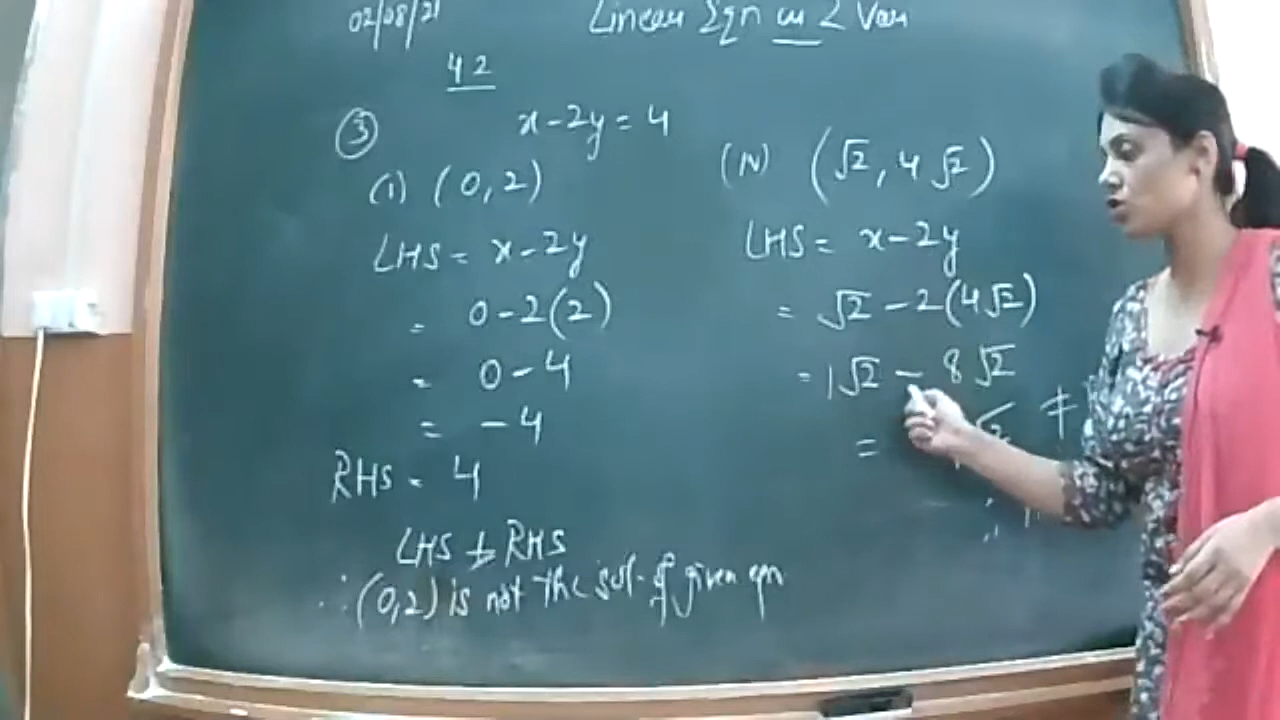 02/08/21
Linear Eqn in 2 Var
4 2
③ x-2y=4
(i) (0,2)
LHS = x-2y
= 0-2(2)
= 0-4
= -4
RHS = 4
LHS ≠ RHS
∴ (0,2) is not the sol. of given eqn
(iv) (√2, 4√2)
LHS = x-2y
= √2 - 2(4√2)
= 1√2 - 8√2
= √2 ≠
∴